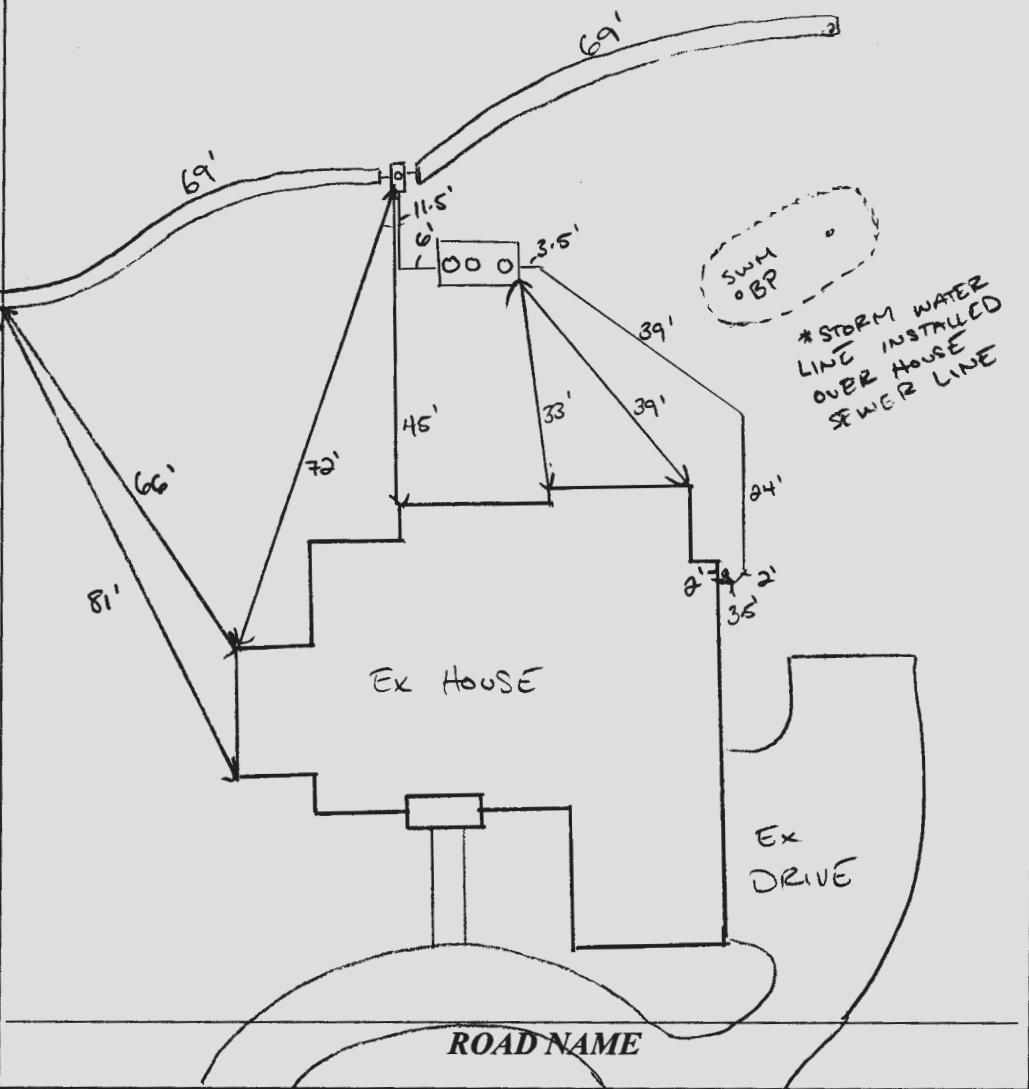 69'
69'
11.5'
6'
3.5'
SWM
BP
*STORM WATER
LINE INSTALLED
OVER HOUSE
SEWER LINE
39'
33'
39'
45'
72'
66'
81'
24'
2'
2'
3.5'
EX HOUSE
EX
DRIVE
ROAD NAME